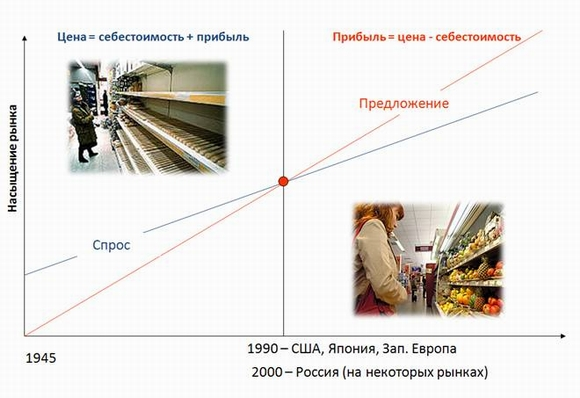 Цена = себестоимость + прибыль
Прибыль = цена - себестоимость
Насыщение рынка
Предложение
Спрос
1945
1990 – США, Япония, Зап. Европа
2000 – Россия (на некоторых рынках)